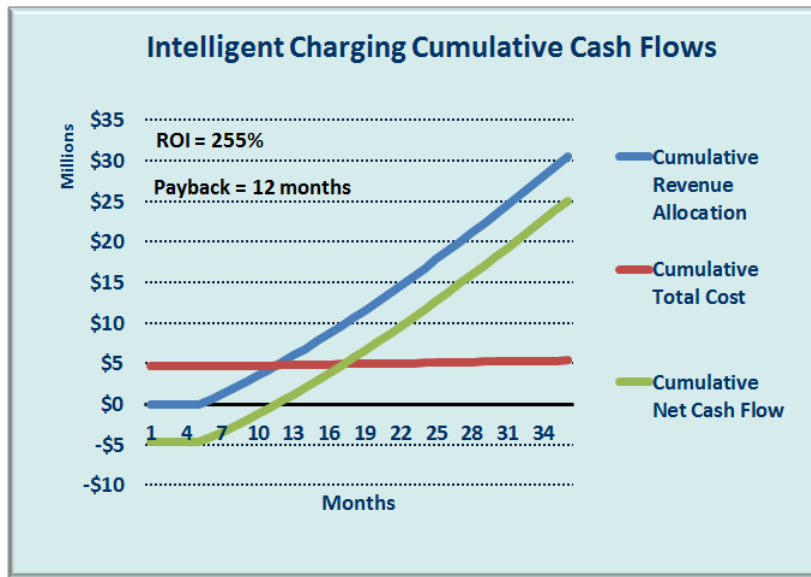 Intelligent Charging Cumulative Cash Flows
Millions
$35
$30
$25
$20
$15
$10
$5
$0
-$5
-$10
ROI = 255%
Payback = 12 months
1 4 7 10 13 16 19 22 25 28 31 34
Months
Cumulative
Revenue
Allocation
Cumulative
Total Cost
Cumulative
Net Cash Flow